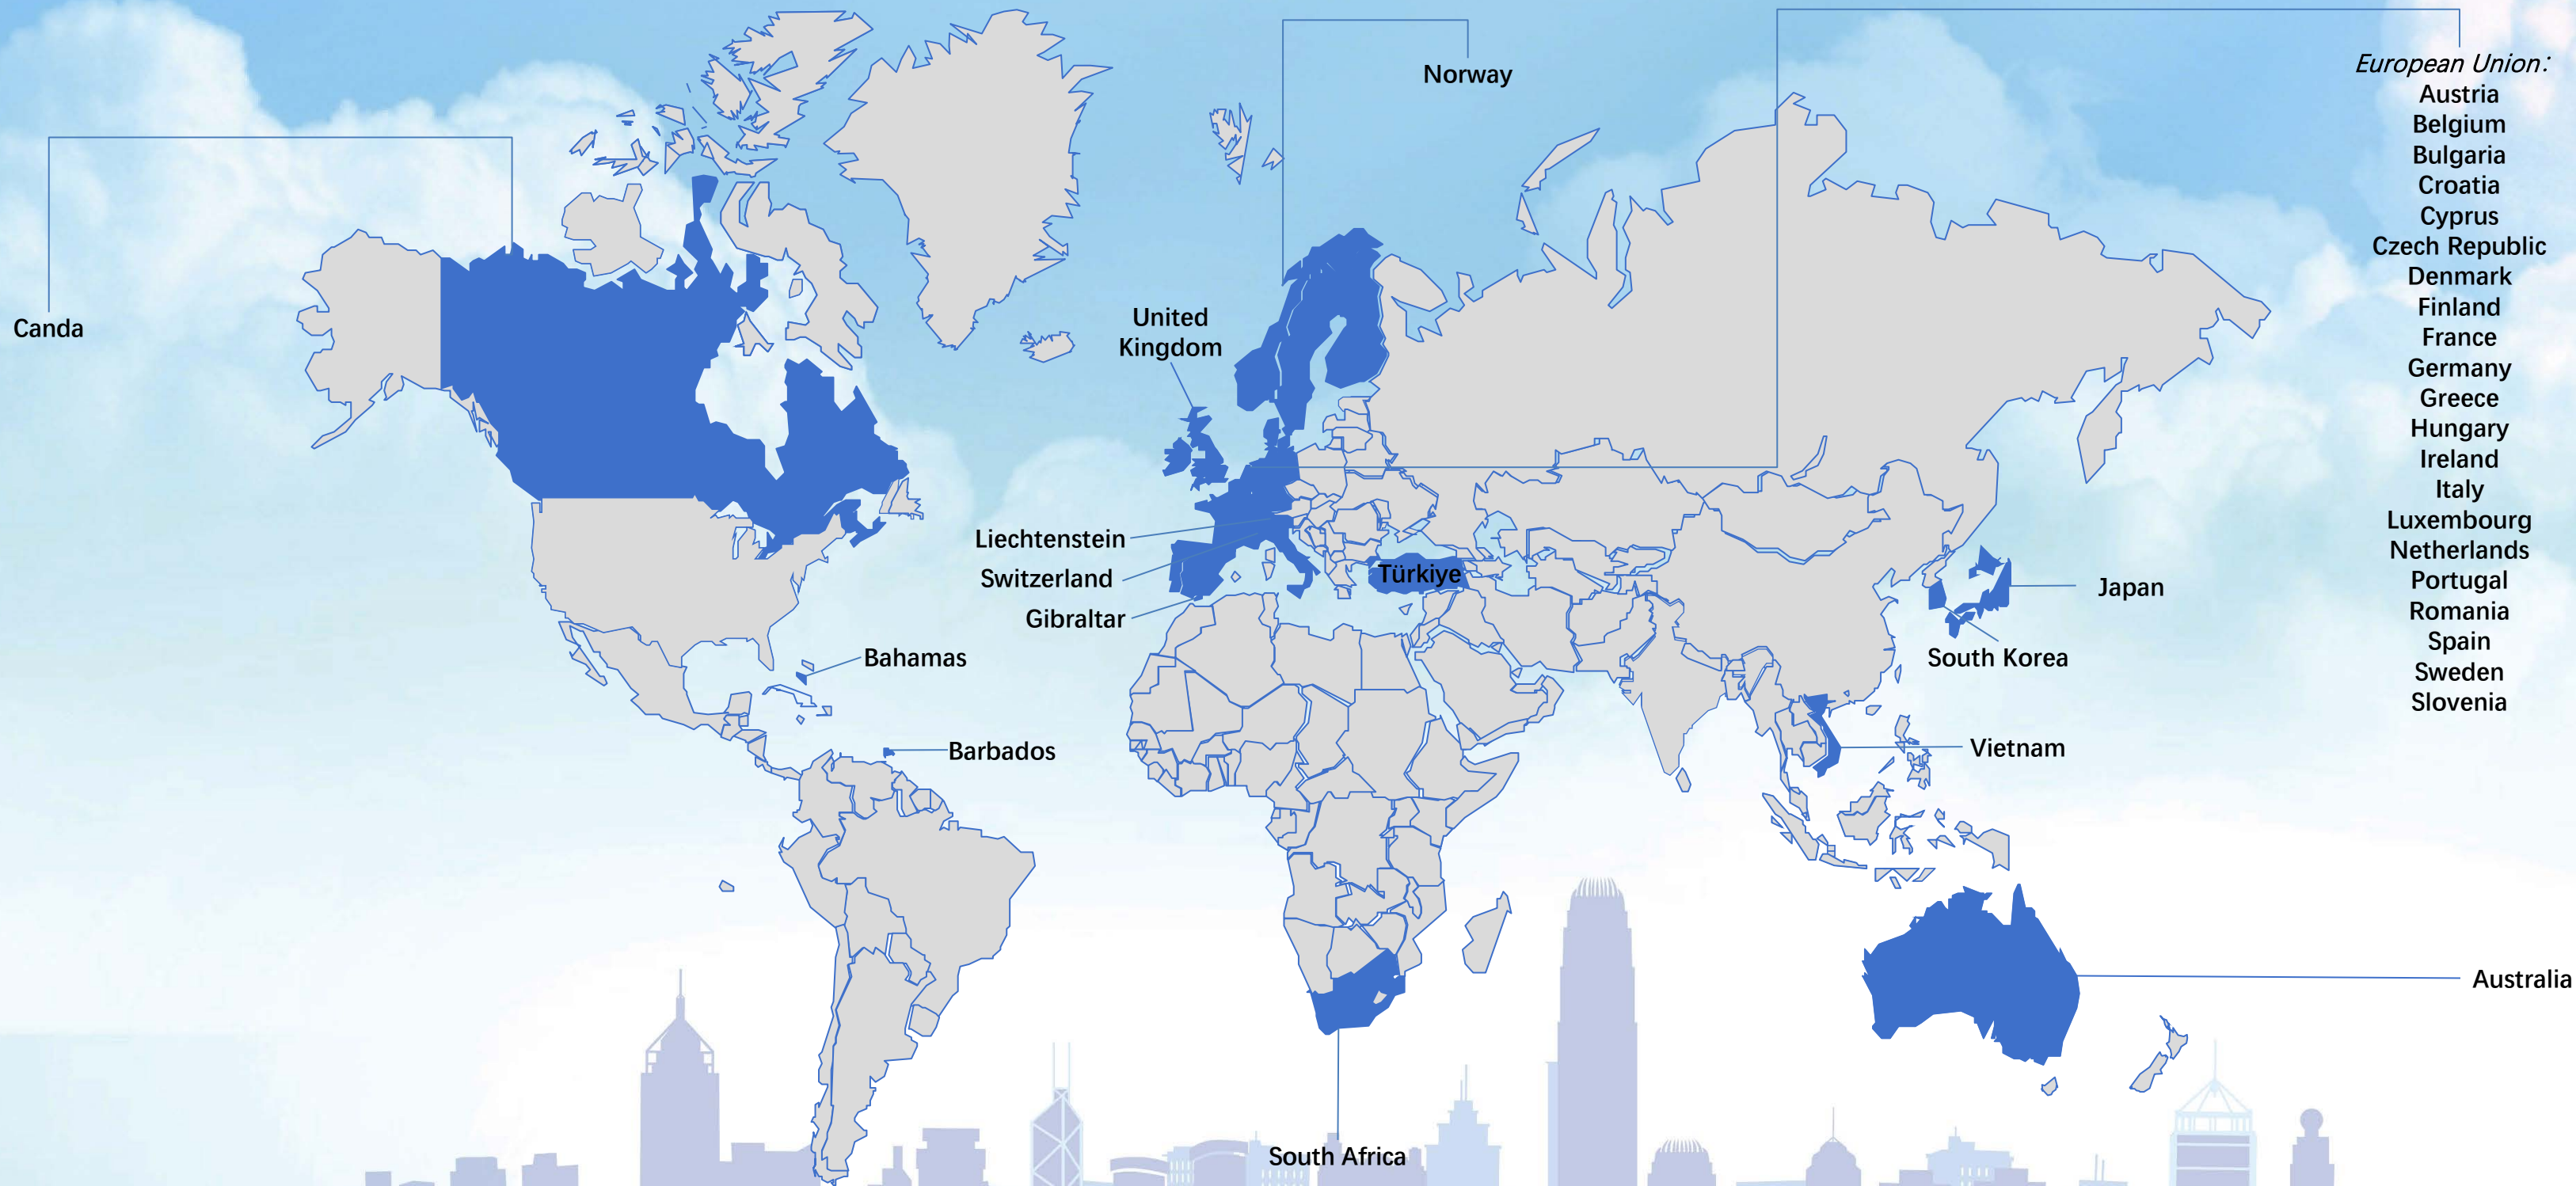 Norway
European Union:
Austria
Belgium
Bulgaria
Croatia
Cyprus
Czech Republic
Denmark
Finland
France
Germany
Greece
Hungary
Ireland
Italy
Luxembourg
Netherlands
Portugal
Romania
Spain
Sweden
Slovenia
Canda
United
Kingdom
Liechtenstein
Switzerland
Gibraltar
Türkiye
Japan
South Korea
Bahamas
Barbados
Vietnam
Australia
South Africa